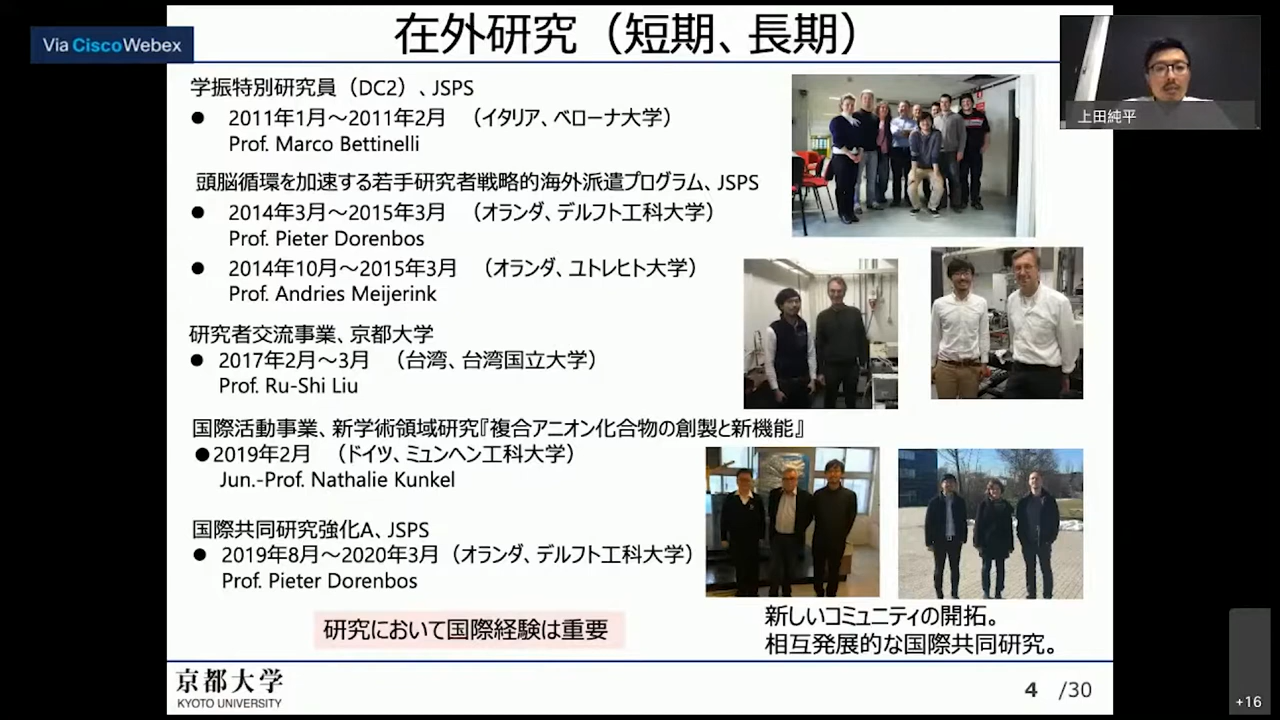 Via CiscoWebex
在外研究（短期、長期）
上田純平
学振特別研究員（DC2）、JSPS
● 2011年1月～2011年2月 （イタリア、ベローナ大学）
Prof. Marco Bettinelli
頭脳循環を加速する若手研究者戦略的海外派遣プログラム、JSPS
● 2014年3月～2015年3月 （オランダ、デルフト工科大学）
Prof. Pieter Dorenbos
● 2014年10月～2015年3月 （オランダ、ユトレヒト大学）
Prof. Andries Meijerink
研究者交流事業、京都大学
● 2017年2月～3月 （台湾、台湾国立大学）
Prof. Ru-Shi Liu
国際活動事業、新学術領域研究『複合アニオン化合物の創製と新機能』
●2019年2月 （ドイツ、ミュンヘン工科大学）
Jun.-Prof. Nathalie Kunkel
国際共同研究強化A、JSPS
● 2019年8月～2020年3月（オランダ、デルフト工科大学）
Prof. Pieter Dorenbos
研究において国際経験は重要
新しいコミュニティの開拓。
相互発展的な国際共同研究。
京都大学
KYOTO UNIVERSITY
4 /30
+16